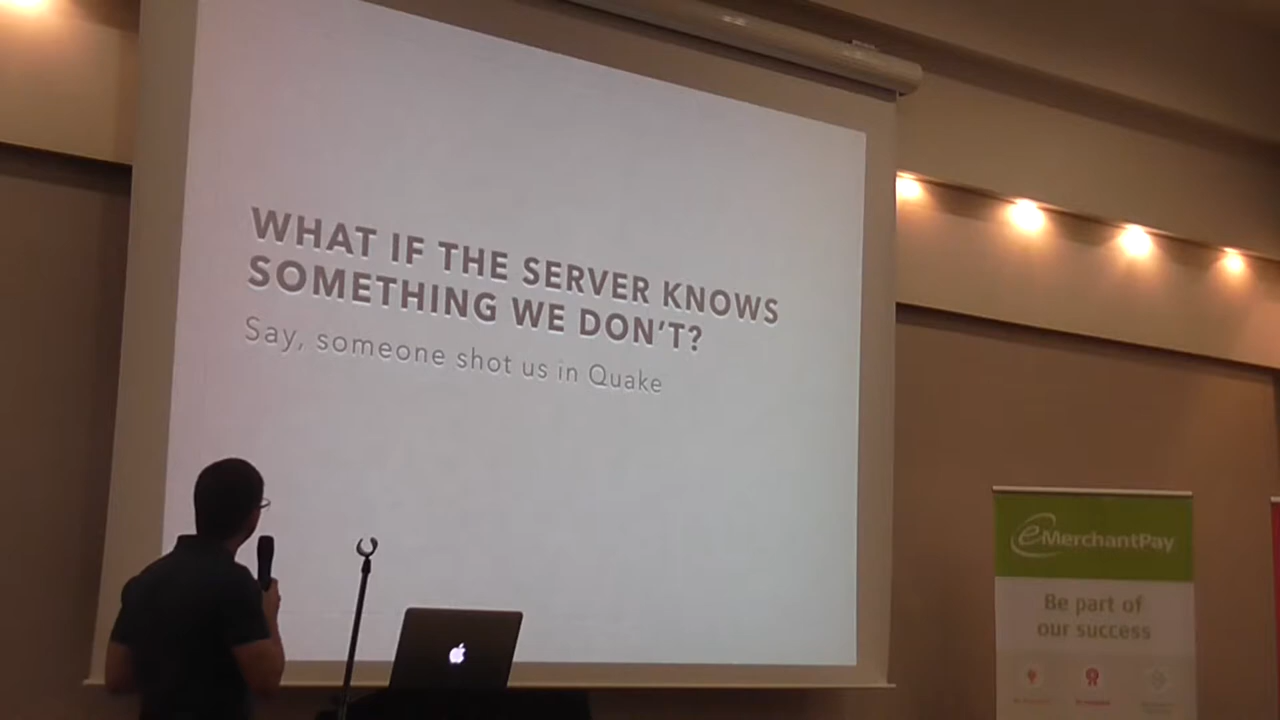 WHAT IF THE SERVER KNOWS
SOMETHING WE DON'T?
Say, someone shot us in Quake
eMerchantPay
Be part of
our success